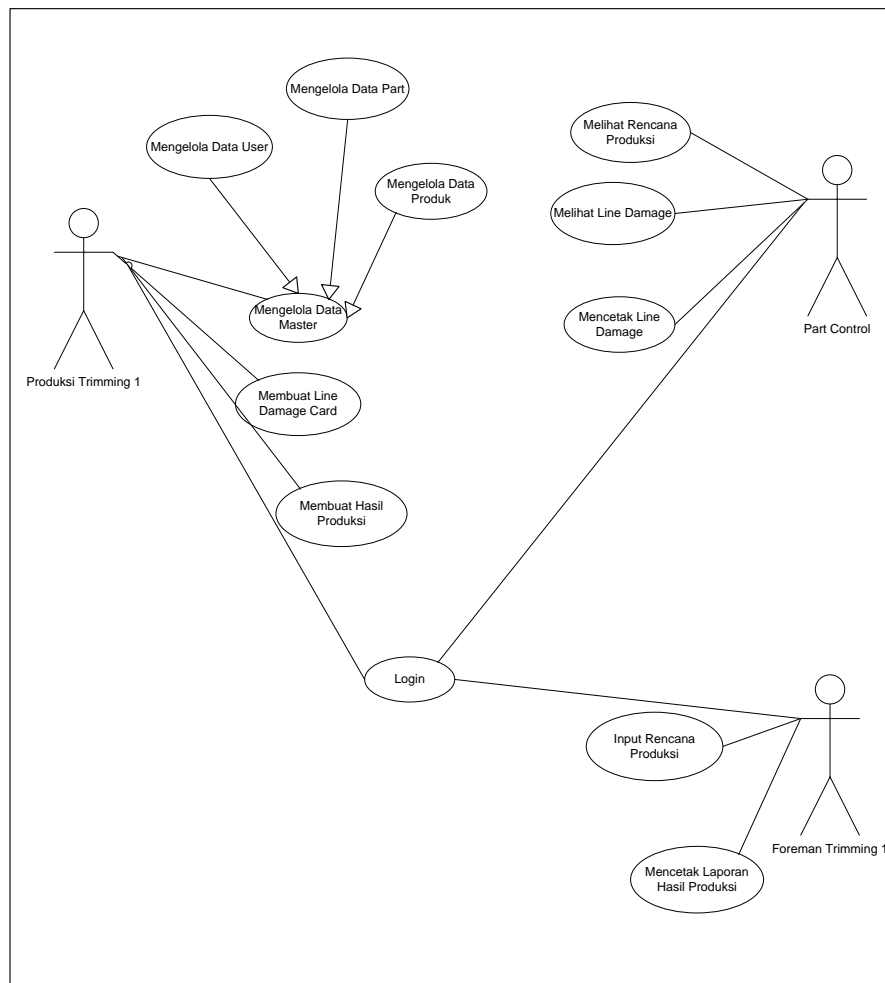 Mengelola Data Part
Mengelola Data User
Mengelola Data
Produk
Mengelola Data
Master
Produksi Trimming 1
Membuat Line
Damage Card
Membuat Hasil
Produksi
Melihat Rencana
Produksi
Melihat Line Damage
Mencetak Line
Damage
Part Control
Login
Input Rencana
Produksi
Mencetak Laporan
Hasil Produksi
Foreman Trimming 1